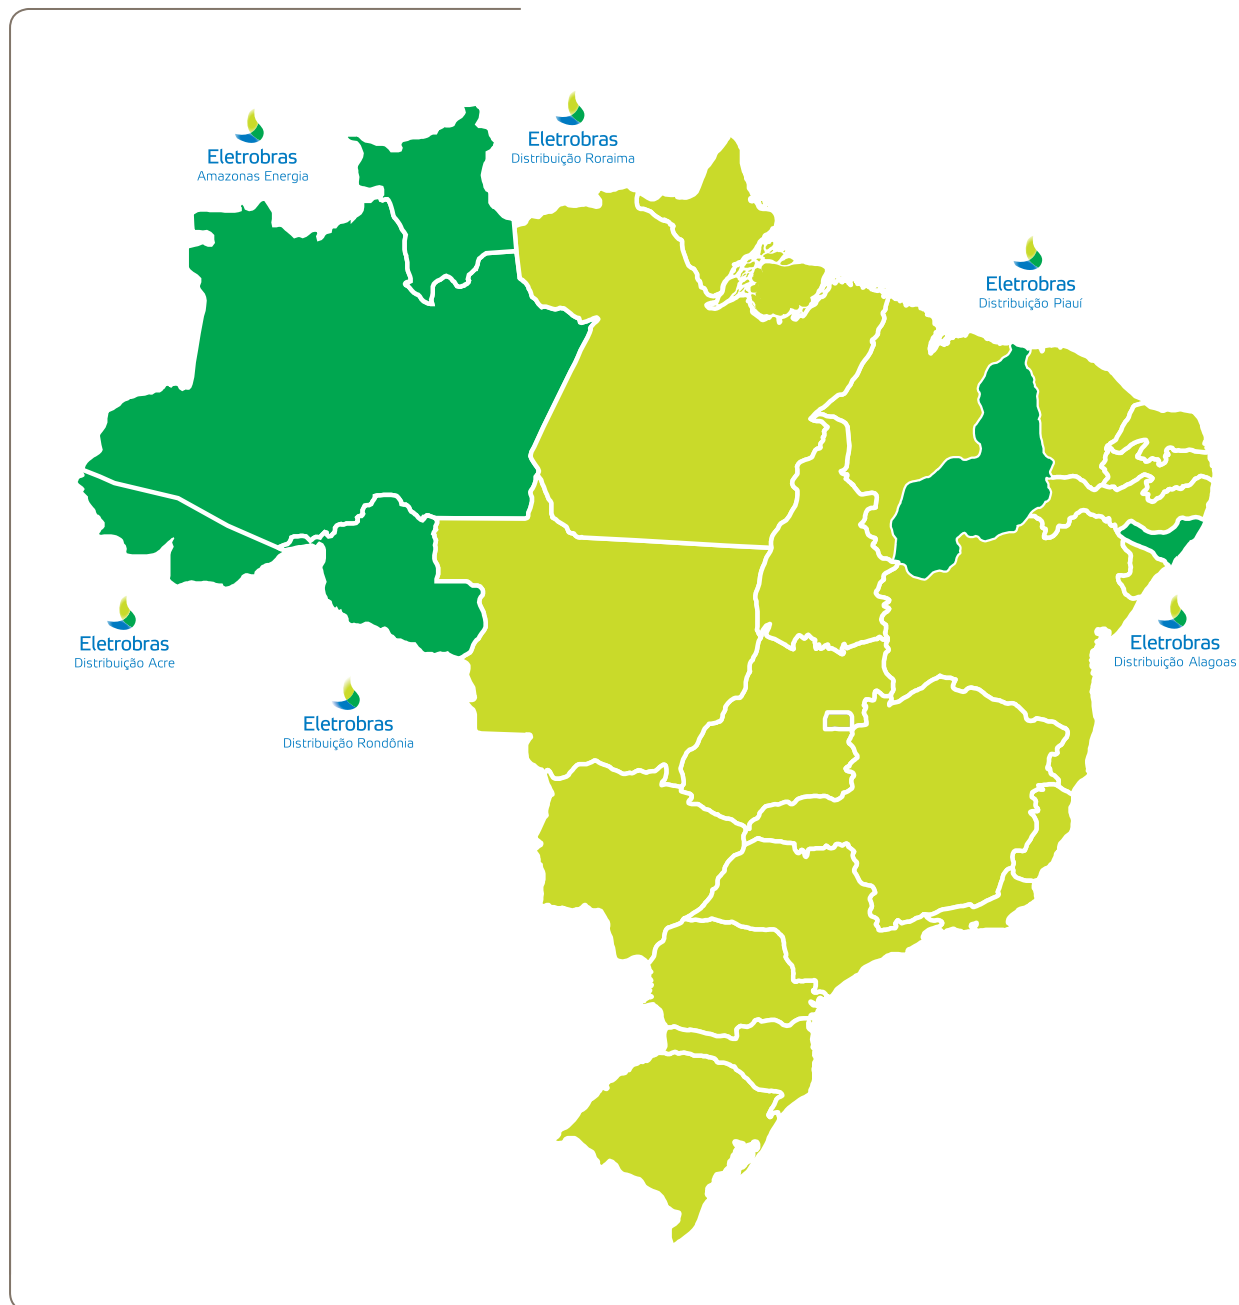 Eletrobras
Distribuição Roraima
Eletrobras
Amazonas Energia
Eletrobras
Distribuição Piauí
Eletrobras
Distribuição Acre
Eletrobras
Distribuição Alagoas
Eletrobras
Distribuição Rondônia